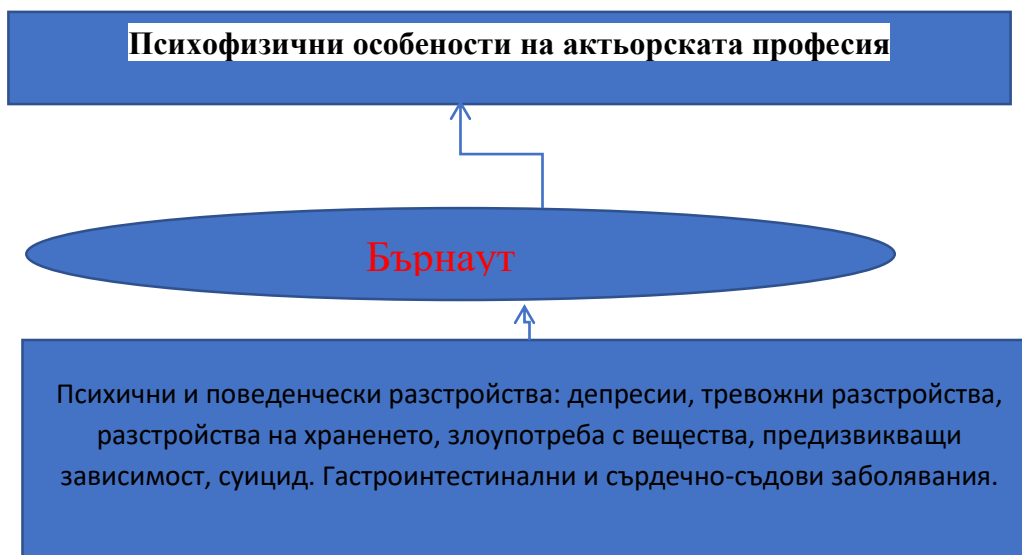 Психофизични особености на актьорската професия
Бърнаут
Психични и поведенчески разстройства: депресии, тревожни разстройства,
разстройства на храненето, злоупотреба с вещества, предизвикващи
зависимост, суицид. Гастроинтестинални и сърдечно-съдови заболявания.